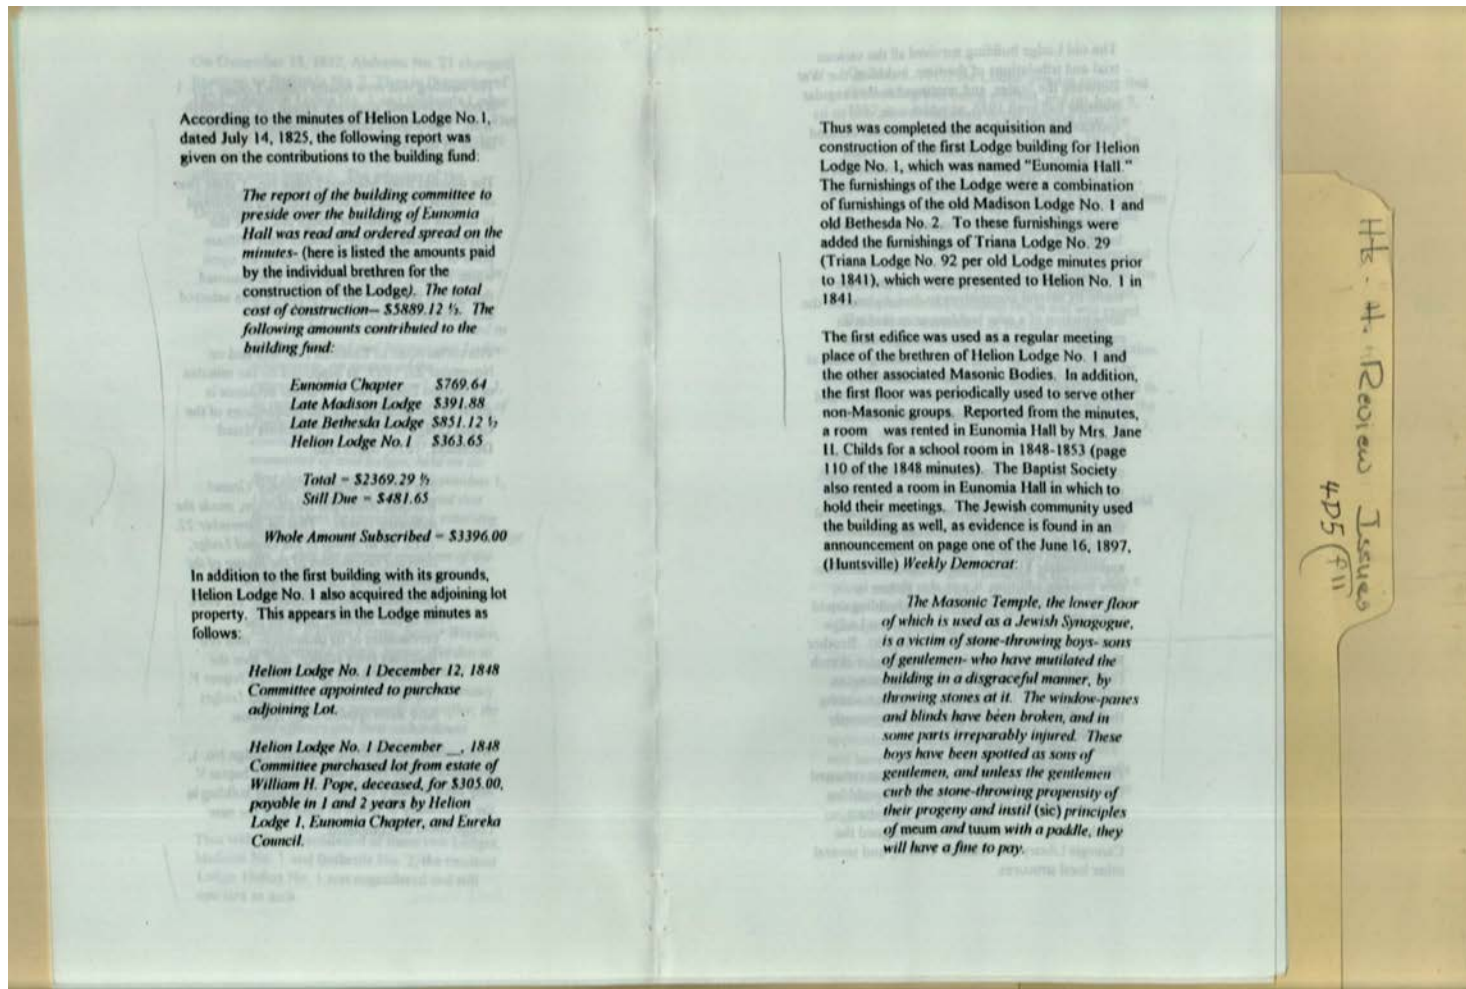 According to the minutes of Helion Lodge No.1,
dated July 14, 1825, the following report was
given on the contributions to the building fund:
The report of the building committee to
preside over the building of Eunomia
Hall was read and ordered spread on the
minutes- (here is listed the amounts paid
by the individual brethren for the
construction of the Lodge). The total
cost of construction-- $5889.12 ½. The
following amounts contributed to the
building fund:
Eunomia Chapter $769.64
Late Madison Lodge $391.88
Late Bethesda Lodge $851.12 ½
Helion Lodge No.1 $363.65
Total = $2369.29 ½
Still Due = $481.65
Whole Amount Subscribed = $3396.00
In addition to the first building with its grounds,
Helion Lodge No. 1 also acquired the adjoining lot
property. This appears in the Lodge minutes as
follows:
Helion Lodge No. 1 December 12, 1848
Committee appointed to purchase
adjoining Lot.
Helion Lodge No. 1 December __, 1848
Committee purchased lot from estate of
William H. Pope, deceased, for $305.00,
payable in 1 and 2 years by Helion
Lodge 1, Eunomia Chapter, and Eureka
Council.
Thus was completed the acquisition and
construction of the first Lodge building for Helion
Lodge No. 1, which was named "Eunomia Hall."
The furnishings of the Lodge were a combination
of furnishings of the old Madison Lodge No. 1 and
old Bethesda No. 2. To these furnishings were
added the furnishings of Triana Lodge No. 29
(Triana Lodge No. 92 per old Lodge minutes prior
to 1841), which were presented to Helion No. 1 in
1841.
The first edifice was used as a regular meeting
place of the brethren of Helion Lodge No. 1 and
the other associated Masonic Bodies. In addition,
the first floor was periodically used to serve other
non-Masonic groups. Reported from the minutes,
a room was rented in Eunomia Hall by Mrs. Jane
H. Childs for a school room in 1848-1853 (page
110 of the 1848 minutes). The Baptist Society
also rented a room in Eunomia Hall in which to
hold their meetings. The Jewish community used
the building as well, as evidence is found in an
announcement on page one of the June 16, 1897,
(Huntsville) Weekly Democrat:
The Masonic Temple, the lower floor
of which is used as a Jewish Synagogue,
is a victim of stone-throwing boys- sons
of gentlemen- who have mutilated the
building in a disgraceful manner, by
throwing stones at it. The window-panes
and blinds have been broken, and in
some parts irreparably injured. These
boys have been spotted as sons of
gentlemen, and unless the gentlemen
curb the stone-throwing propensity of
their progeny and instil (sic) principles
of meum and tuum with a paddle, they
will have a fine to pay.
Hts. H. Review Issues
4D5 (f 11